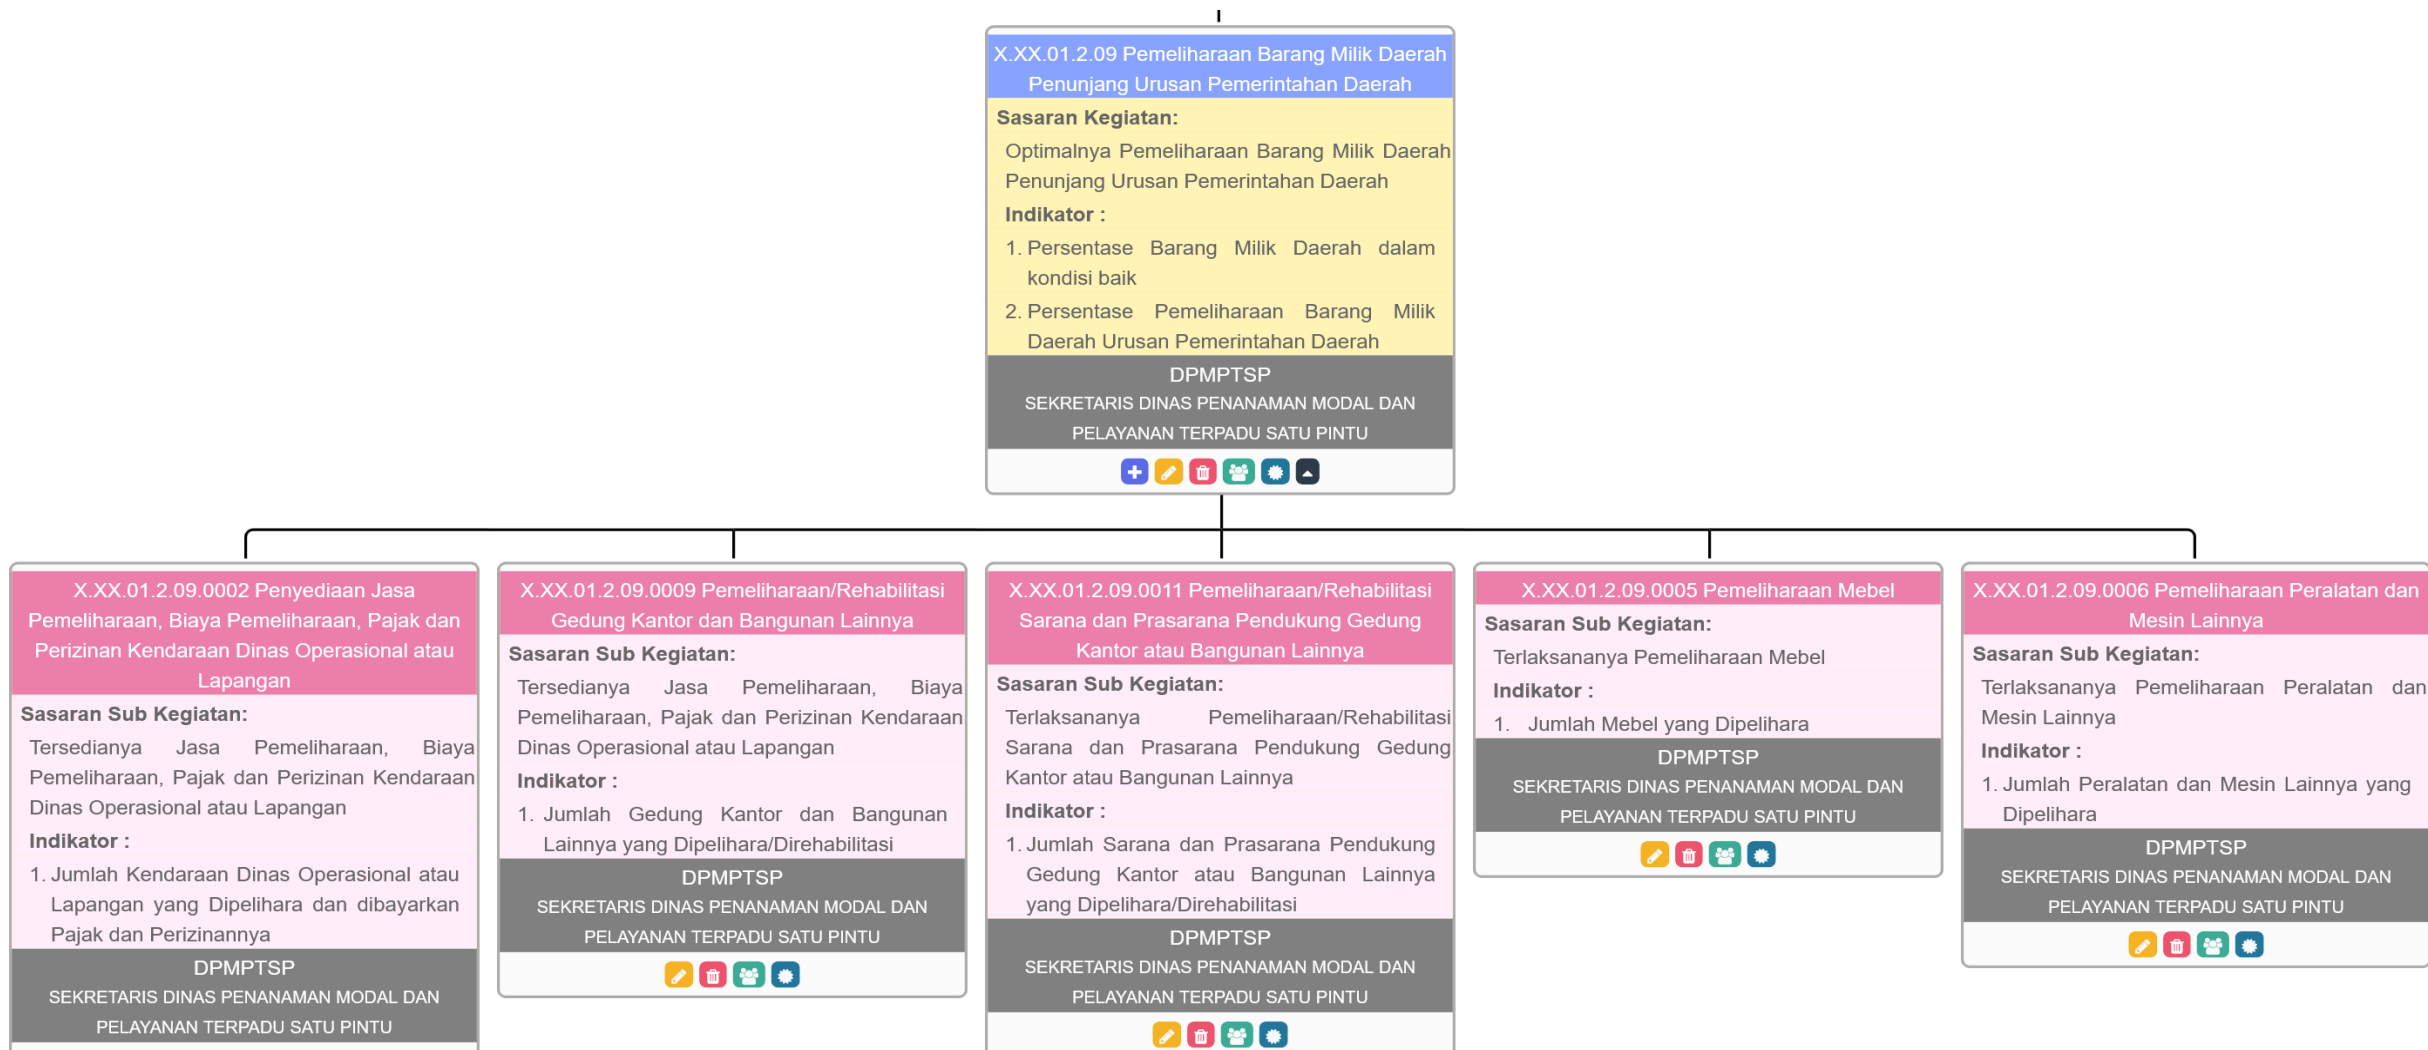 X.XX.01.2.09 Pemeliharaan Barang Milik Daerah
Penunjang Urusan Pemerintahan Daerah
Sasaran Kegiatan:
Optimalnya Pemeliharaan Barang Milik Daerah
Penunjang Urusan Pemerintahan Daerah
Indikator :
1. Persentase Barang Milik Daerah dalam
kondisi baik
2. Persentase Pemeliharaan Barang Milik
Daerah Urusan Pemerintahan Daerah
DPMPTSP
SEKRETARIS DINAS PENANAMAN MODAL DAN
PELAYANAN TERPADU SATU PINTU
X.XX.01.2.09.0002 Penyediaan Jasa
Pemeliharaan, Biaya Pemeliharaan, Pajak dan
Perizinan Kendaraan Dinas Operasional atau
Lapangan
Sasaran Sub Kegiatan:
Tersedianya Jasa Pemeliharaan, Biaya
Pemeliharaan, Pajak dan Perizinan Kendaraan
Dinas Operasional atau Lapangan
Indikator :
1. Jumlah Kendaraan Dinas Operasional atau
Lapangan yang Dipelihara dan dibayarkan
Pajak dan Perizinannya
DPMPTSP
SEKRETARIS DINAS PENANAMAN MODAL DAN
PELAYANAN TERPADU SATU PINTU
X.XX.01.2.09.0009 Pemeliharaan/Rehabilitasi
Gedung Kantor dan Bangunan Lainnya
Sasaran Sub Kegiatan:
Tersedianya Jasa Pemeliharaan, Biaya
Pemeliharaan, Pajak dan Perizinan Kendaraan
Dinas Operasional atau Lapangan
Indikator :
1. Jumlah Gedung Kantor dan Bangunan
Lainnya yang Dipelihara/Direhabilitasi
DPMPTSP
SEKRETARIS DINAS PENANAMAN MODAL DAN
PELAYANAN TERPADU SATU PINTU
X.XX.01.2.09.0011 Pemeliharaan/Rehabilitasi
Sarana dan Prasarana Pendukung Gedung
Kantor atau Bangunan Lainnya
Sasaran Sub Kegiatan:
Terlaksananya Pemeliharaan/Rehabilitasi
Sarana dan Prasarana Pendukung Gedung
Kantor atau Bangunan Lainnya
Indikator :
1. Jumlah Sarana dan Prasarana Pendukung
Gedung Kantor atau Bangunan Lainnya
yang Dipelihara/Direhabilitasi
DPMPTSP
SEKRETARIS DINAS PENANAMAN MODAL DAN
PELAYANAN TERPADU SATU PINTU
X.XX.01.2.09.0005 Pemeliharaan Mebel
Sasaran Sub Kegiatan:
Terlaksananya Pemeliharaan Mebel
Indikator :
1. Jumlah Mebel yang Dipelihara
DPMPTSP
SEKRETARIS DINAS PENANAMAN MODAL DAN
PELAYANAN TERPADU SATU PINTU
X.XX.01.2.09.0006 Pemeliharaan Peralatan dan
Mesin Lainnya
Sasaran Sub Kegiatan:
Terlaksananya Pemeliharaan Peralatan dan
Mesin Lainnya
Indikator :
1. Jumlah Peralatan dan Mesin Lainnya yang
Dipelihara
DPMPTSP
SEKRETARIS DINAS PENANAMAN MODAL DAN
PELAYANAN TERPADU SATU PINTU